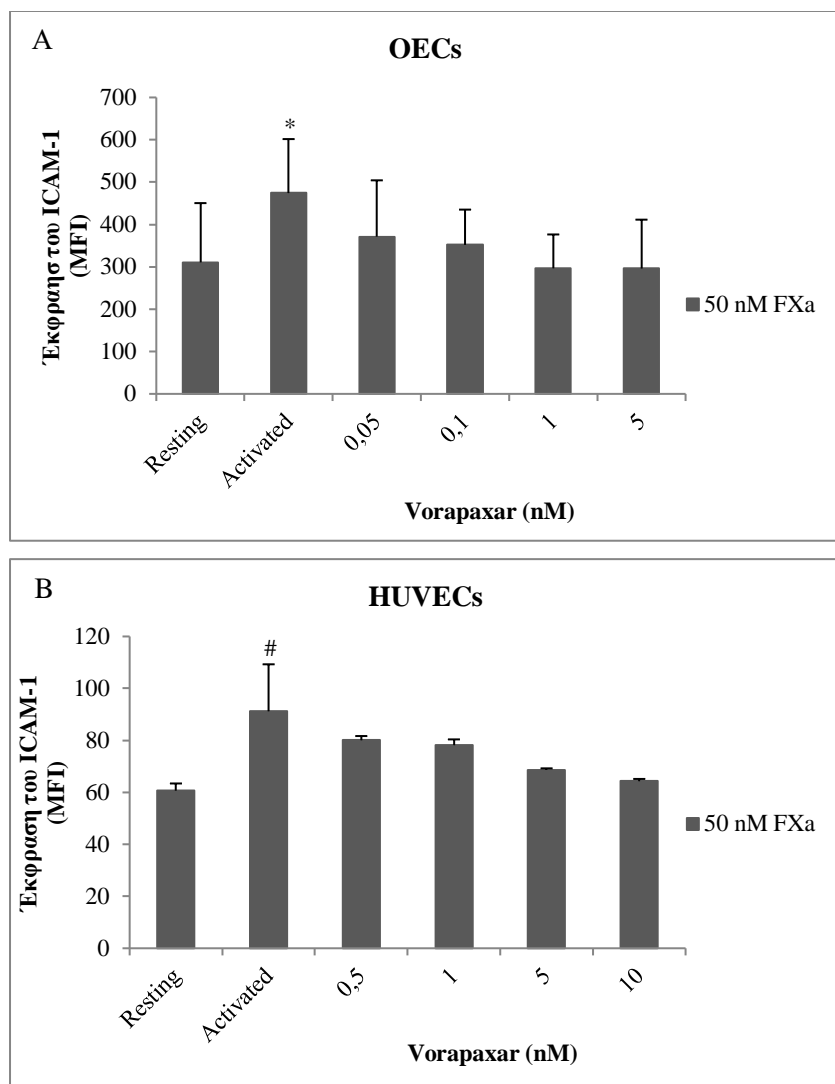 A
OECs
Έκφραησ του ICAM-1
(MFI)
700
600
500
400
300
200
100
0
*
Resting
Activated
0,05
0,1
1
5
Vorapaxar (nM)
50 nM FXa
B
HUVECs
Έκφραση του ICAM-1
(MFI)
120
100
80
60
40
20
0
#
Resting
Activated
0,5
1
5
10
Vorapaxar (nM)
50 nM FXa